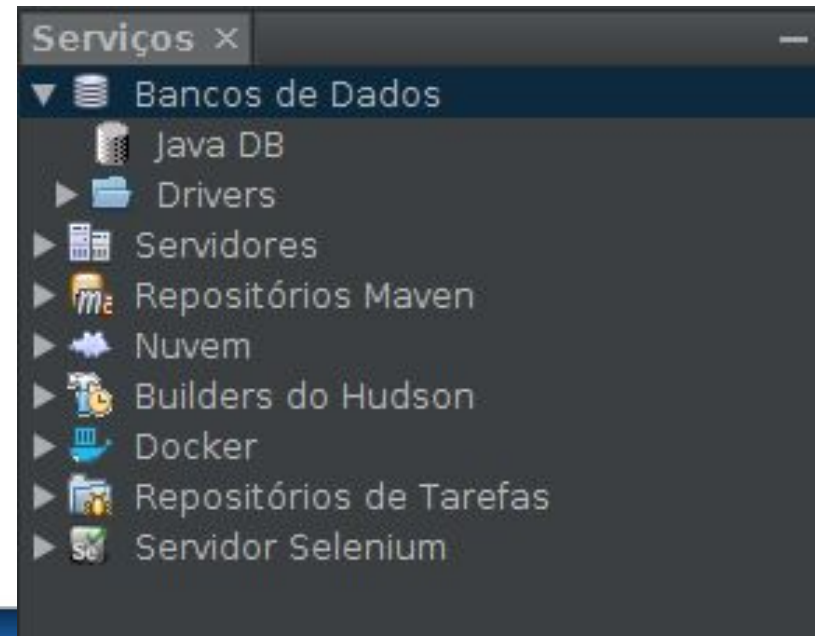 Serviços ×
Bancos de Dados
Java DB
Drivers
Servidores
Repositórios Maven
Nuvem
Builders do Hudson
Docker
Repositórios de Tarefas
Servidor Selenium